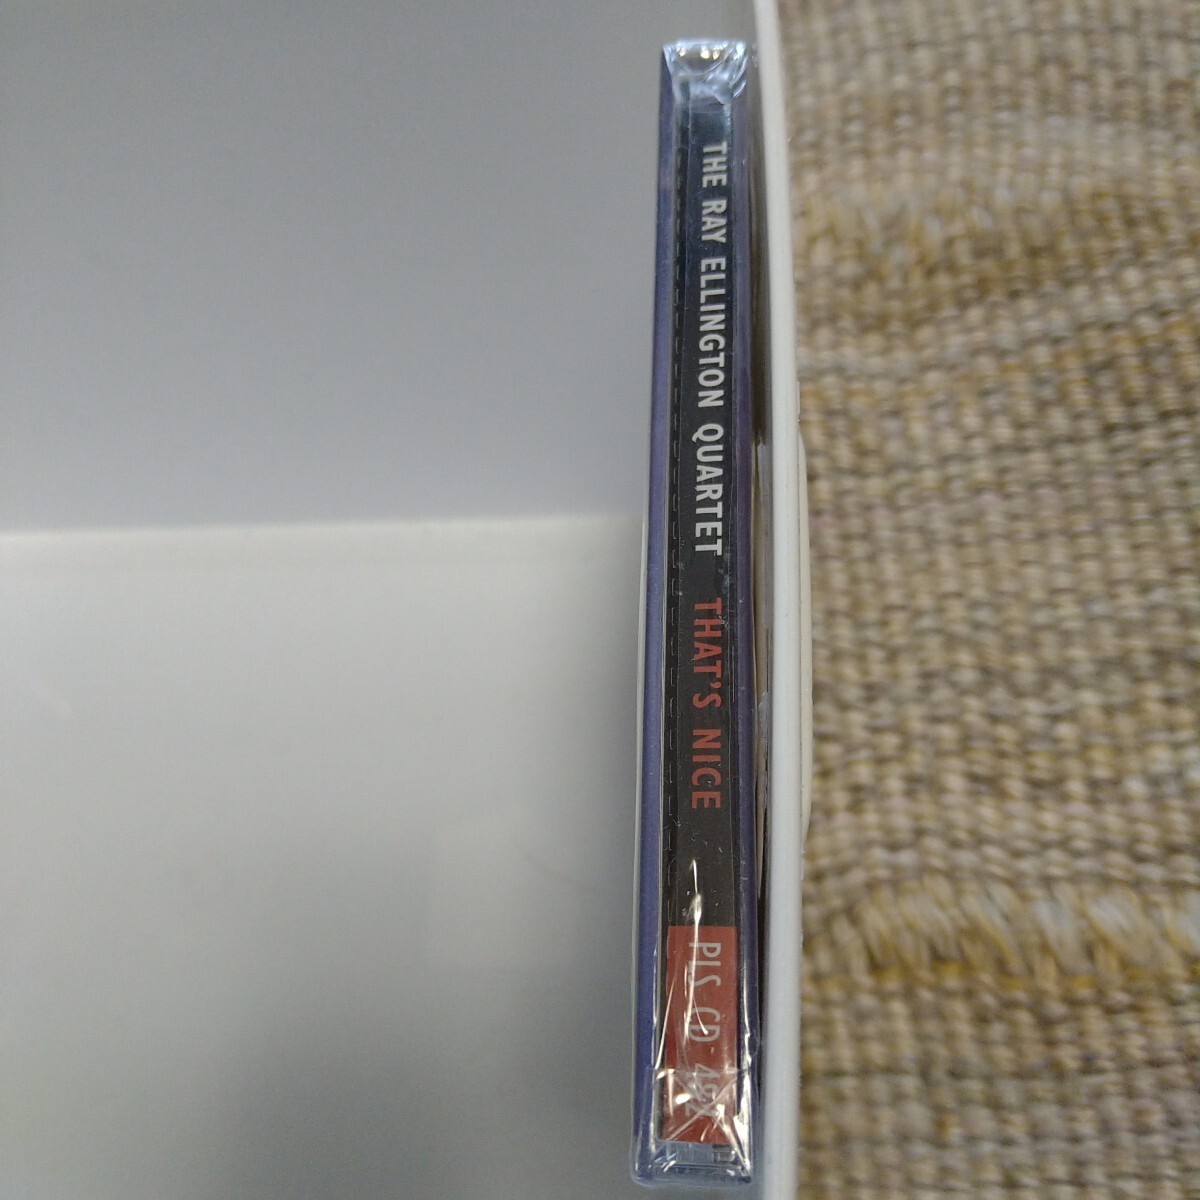 THE RAY ELLINGTON QUARTET THAT'S NICE
PLS CD